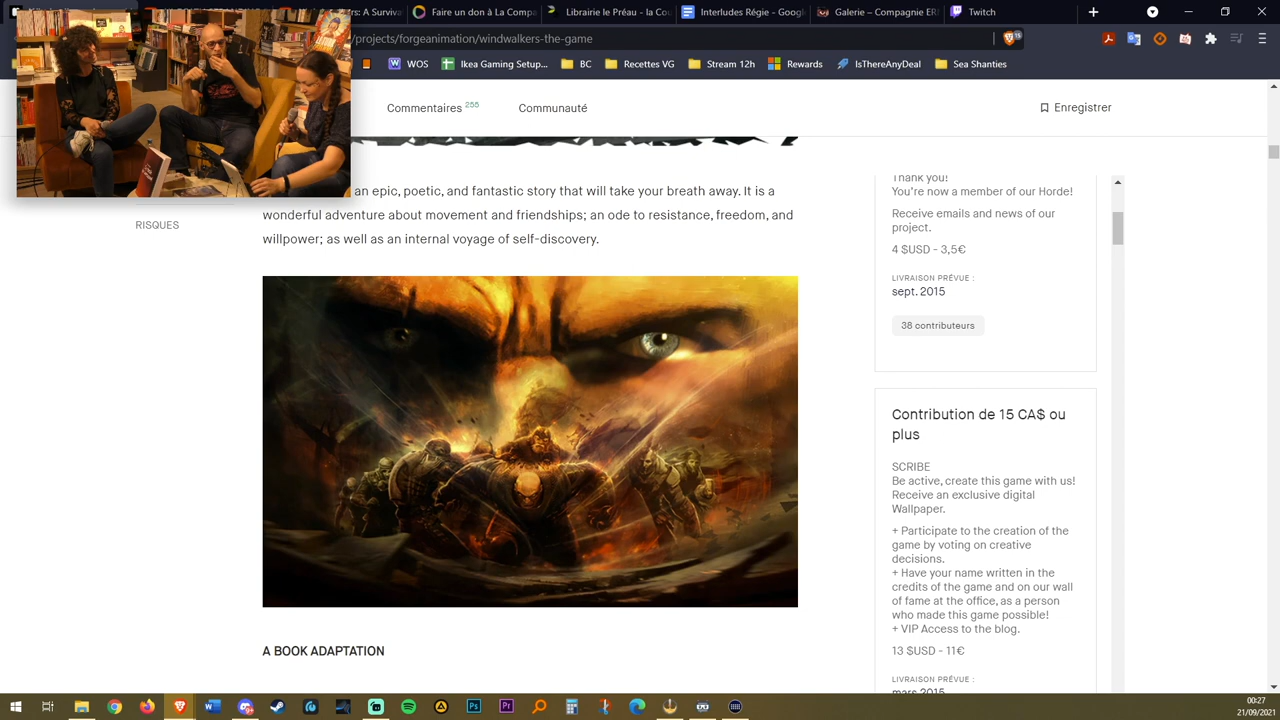 rs: A Surviva
Faire un don à La Compa
Librairie le Préau - la Cou
Interludes Régie - Google
Galerie – Compagnie ER
Twitch
/projects/forgeanimation/windwalkers-the-game
WOS
Ikea Gaming Setup...
BC
Recettes VG
Stream 12h
Rewards
IsThereAnyDeal
Sea Shanties
Commentaires 255
Communauté
Enregistrer
an epic, poetic, and fantastic story that will take your breath away. It is a
wonderful adventure about movement and friendships; an ode to resistance, freedom, and
willpower; as well as an internal voyage of self-discovery.
RISQUES
A BOOK ADAPTATION
Thank you!
You're now a member of our Horde!
Receive emails and news of our
project.
4 $USD - 3,5€
LIVRAISON PRÉVUE :
sept. 2015
38 contributeurs
Contribution de 15 CA$ ou
plus
SCRIBE
Be active, create this game with us!
Receive an exclusive digital
Wallpaper.
+ Participate to the creation of the
game by voting on creative
decisions.
+ Have your name written in the
credits of the game and on our wall
of fame at the office, as a person
who made this game possible!
+ VIP Access to the blog.
13 $USD - 11€
LIVRAISON PRÉVUE :
mars 2015
00:27
21/09/2021